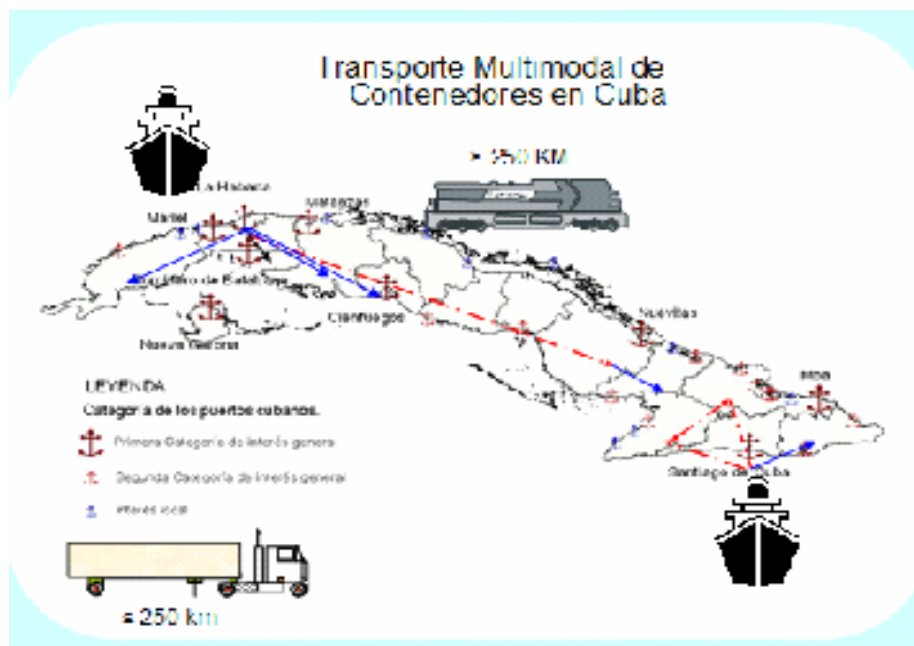 Transporte Multimodal de
Contenedores en Cuba
> 250 KM
La Habana
Mariel
Matanzas
Cienfuegos
Nuevitas
Nueva Gerona
Moa
Santiago de Cuba
LEYENDA
Categoría de los puertos cubanos.
Primera Categoría de interés general
Segunda Categoría de interés general
Interés local
≤ 250 km